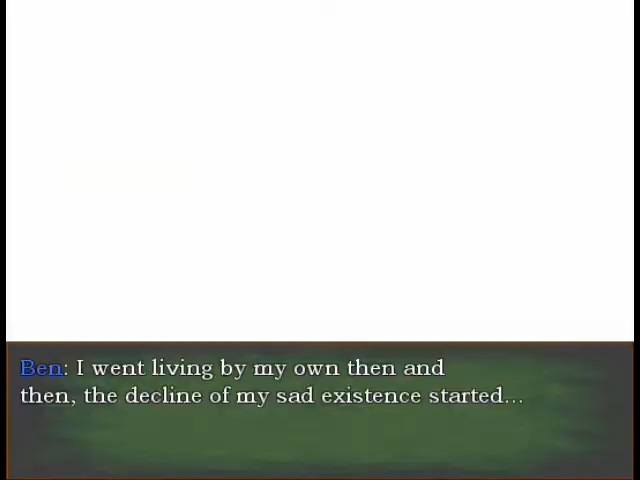 Ben: I went living by my own then and
then, the decline of my sad existence started...